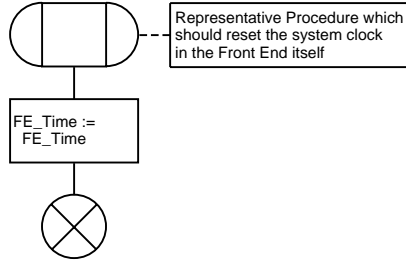 Representative Procedure which
should reset the system clock
in the Front End itself
FE_Time :=
FE_Time